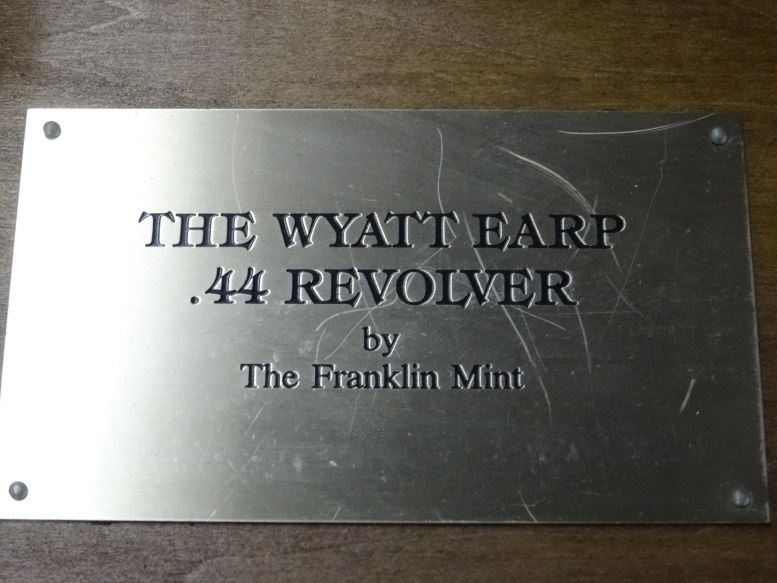 THE WYATT EARP
.44 REVOLVER
by
The Franklin Mint